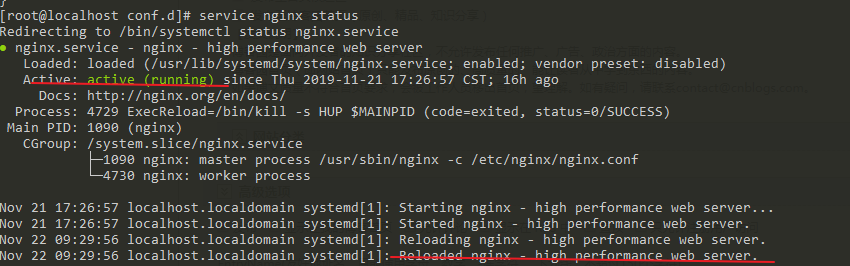 }
[root@localhost conf.d]# service nginx status
Redirecting to /bin/systemctl status nginx.service
● nginx.service - nginx - high performance web server
Loaded: loaded (/usr/lib/systemd/system/nginx.service; enabled; vendor preset: disabled)
Active: active (running) since Thu 2019-11-21 17:26:57 CST; 16h ago
Docs: http://nginx.org/en/docs/
Process: 4729 ExecReload=/bin/kill -s HUP $MAINPID (code=exited, status=0/SUCCESS)
Main PID: 1090 (nginx)
CGroup: /system.slice/nginx.service
├─1090 nginx: master process /usr/sbin/nginx -c /etc/nginx/nginx.conf
└─4730 nginx: worker process
Nov 21 17:26:57 localhost.localdomain systemd[1]: Starting nginx - high performance web server...
Nov 21 17:26:57 localhost.localdomain systemd[1]: Started nginx - high performance web server.
Nov 22 09:29:56 localhost.localdomain systemd[1]: Reloading nginx - high performance web server.
Nov 22 09:29:56 localhost.localdomain systemd[1]: Reloaded nginx - high performance web server.